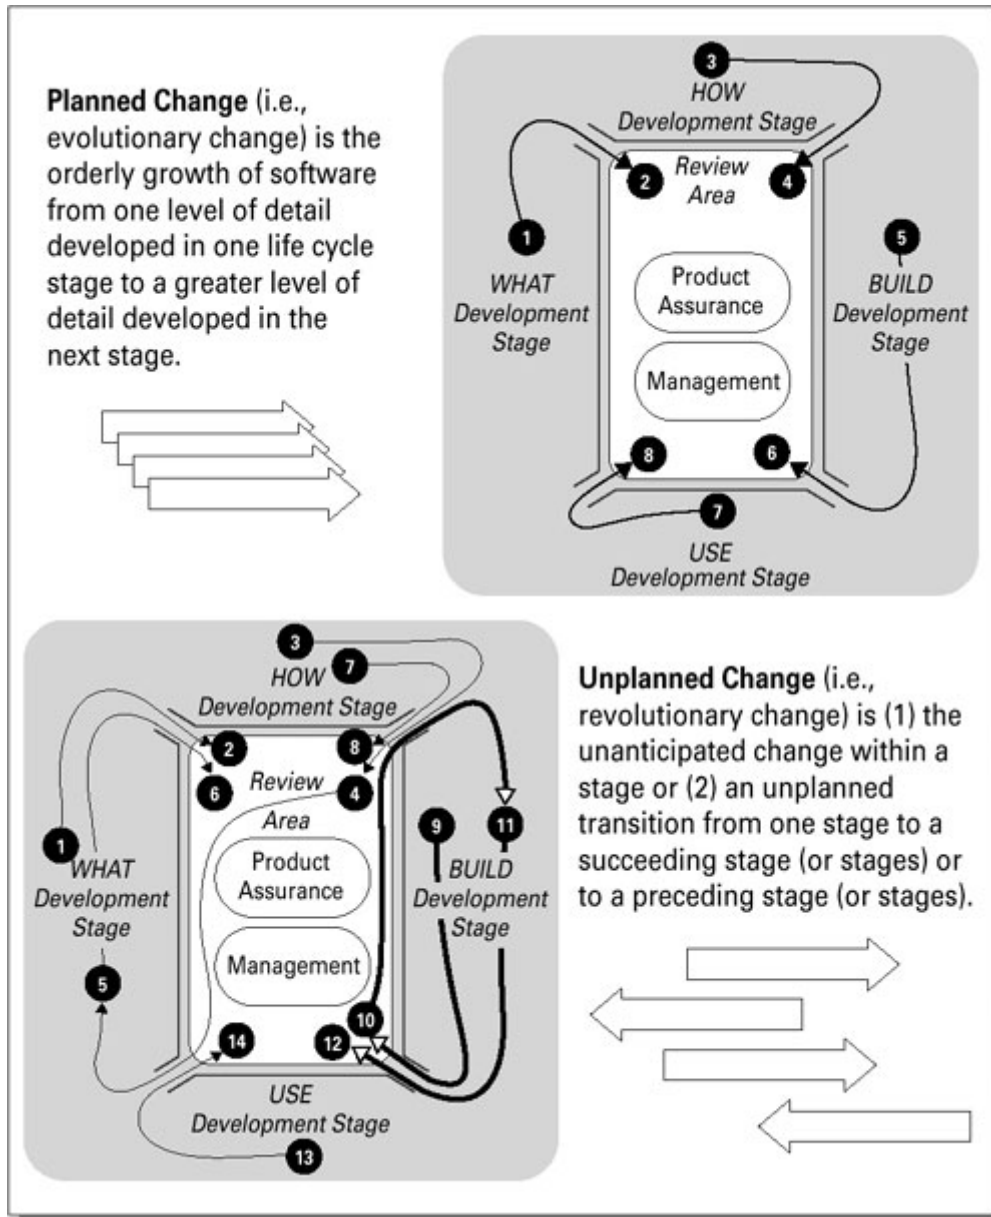 Planned Change (i.e.,
evolutionary change) is the
orderly growth of software
from one level of detail
developed in one life cycle
stage to a greater level of
detail developed in the
next stage.
3
HOW
Development Stage
2
Review
Area
4
1
WHAT
Development
Stage
5
BUILD
Development
Stage
Product
Assurance
Management
8
6
7
USE
Development Stage
3
7
HOW
Development Stage
2
8
6
Review
4
Area
1
WHAT
Development
Stage
9
11
BUILD
Development
Stage
Product
Assurance
Management
5
10
14
12
USE
Development Stage
13
Unplanned Change (i.e.,
revolutionary change) is (1) the
unanticipated change within a
stage or (2) an unplanned
transition from one stage to a
succeeding stage (or stages) or
to a preceding stage (or stages).